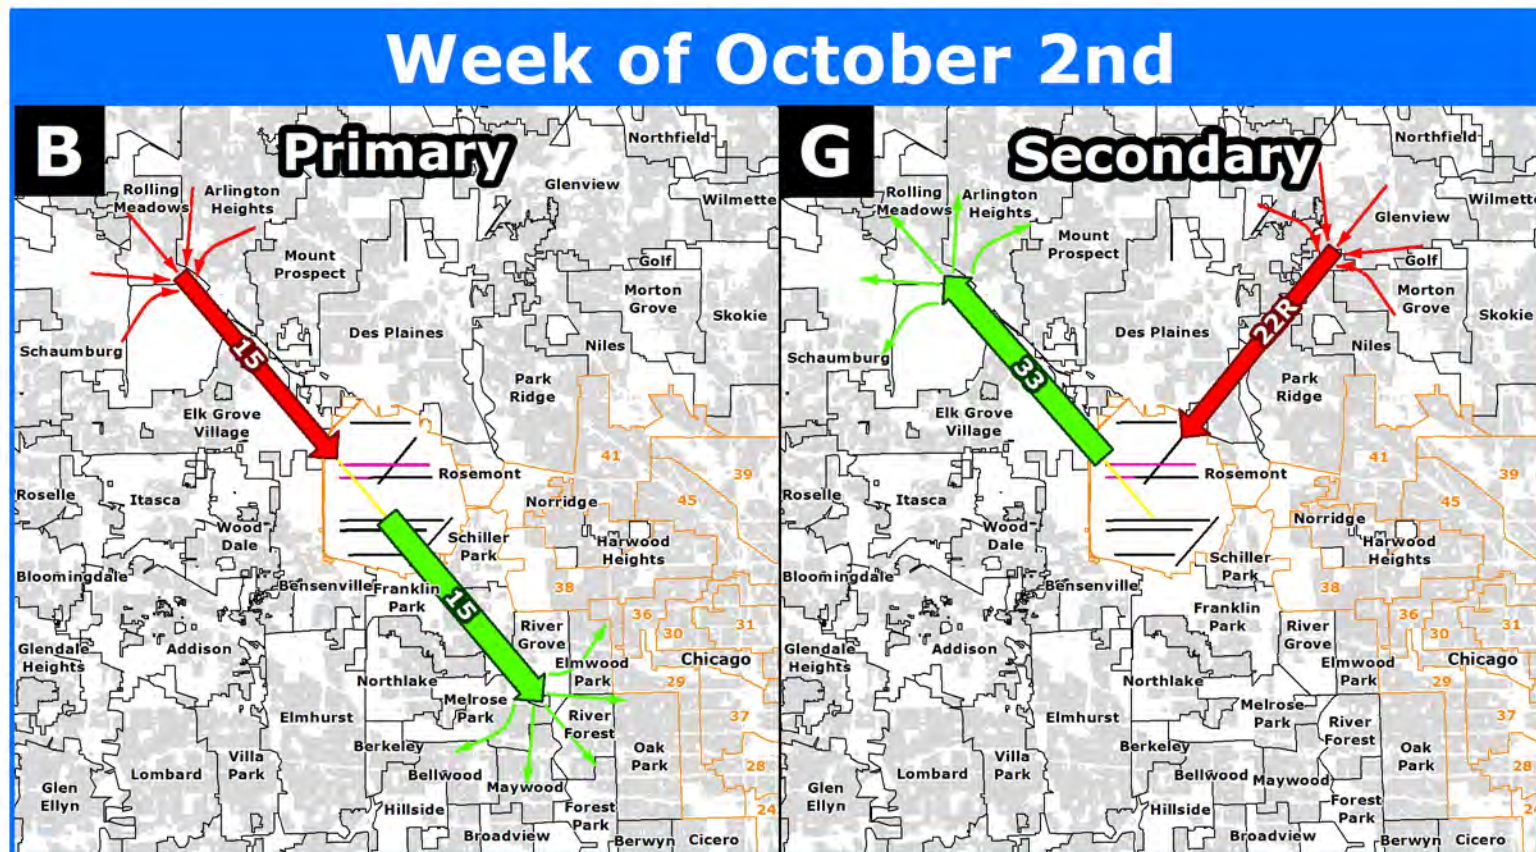 Week of October 2nd
B
Primary
Northfield
Rolling
Meadows
Arlington
Heights
Glenview
Wilmette
Mount
Prospect
Golf
Morton
Grove
Skokie
Des Plaines
Schaumburg
15
Niles
Park
Ridge
Elk Grove
Village
41
39
Rosemont
Roselle
Itasca
Norridge
45
Wood
Dale
Schiller
Park
Harwood
Heights
Bloomingdale
Bensenville
Franklin
Park
38
15
36
31
River
Grove
30
Glendale
Heights
Addison
Elmwood
Park
Chicago
Northlake
29
Melrose
Park
Elmhurst
River
Forest
37
Berkeley
Oak
Park
Villa
Park
Lombard
Bellwood
28
Maywood
Glen
Ellyn
Hillside
Forest
Park
24
Broadview
Berwyn
Cicero
G
Secondary
Northfield
Rolling
Meadows
Arlington
Heights
Glenview
Wilmette
Mount
Prospect
Golf
Morton
Grove
Skokie
22R
Des Plaines
Schaumburg
33
Niles
Park
Ridge
Elk Grove
Village
41
39
Rosemont
Roselle
Itasca
45
Norridge
Wood
Dale
Harwood
Heights
Schiller
Park
Bloomingdale
Bensenville
38
Franklin
Park
36
31
River
Grove
30
Glendale
Heights
Addison
Elmwood
Park
Chicago
Northlake
29
Melrose
Park
Elmhurst
River
Forest
37
Berkeley
Oak
Park
Villa
Park
Lombard
Bellwood
Maywood
28
Glen
Ellyn
Hillside
Forest
Park
Broadview
Berwyn
Cicero